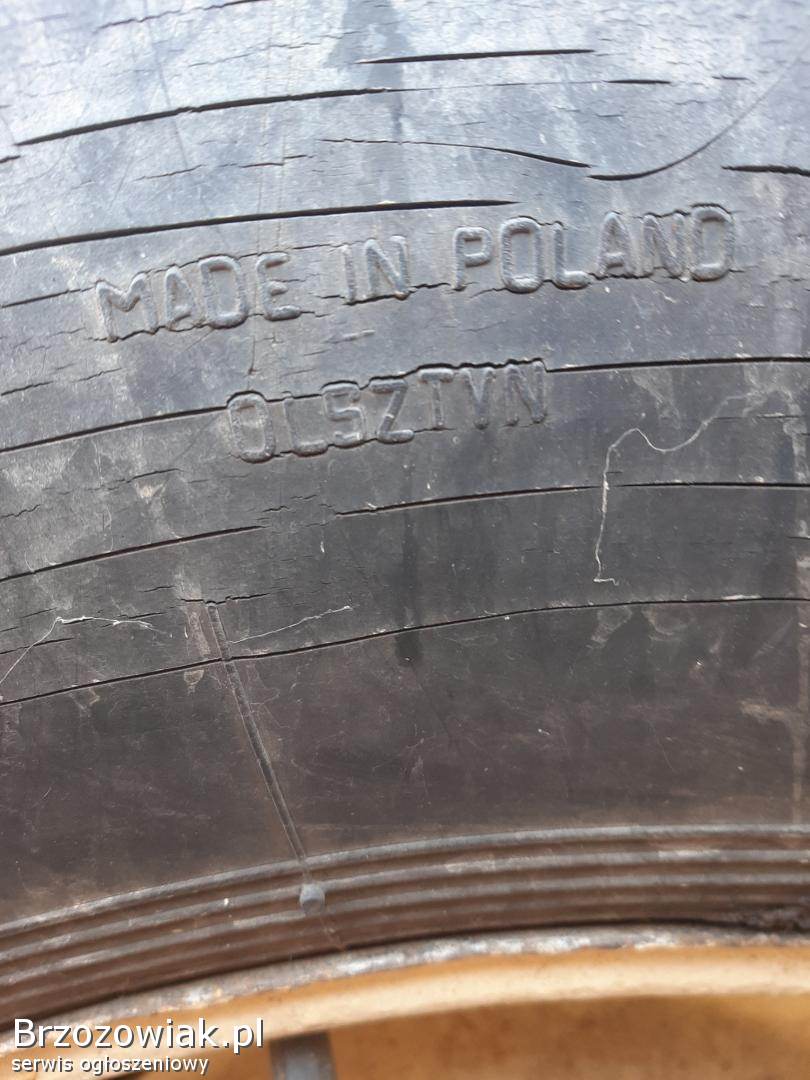 MADE IN POLAND
OLSZTYN
Brzozowiak.pl
serwis ogłoszeniowy